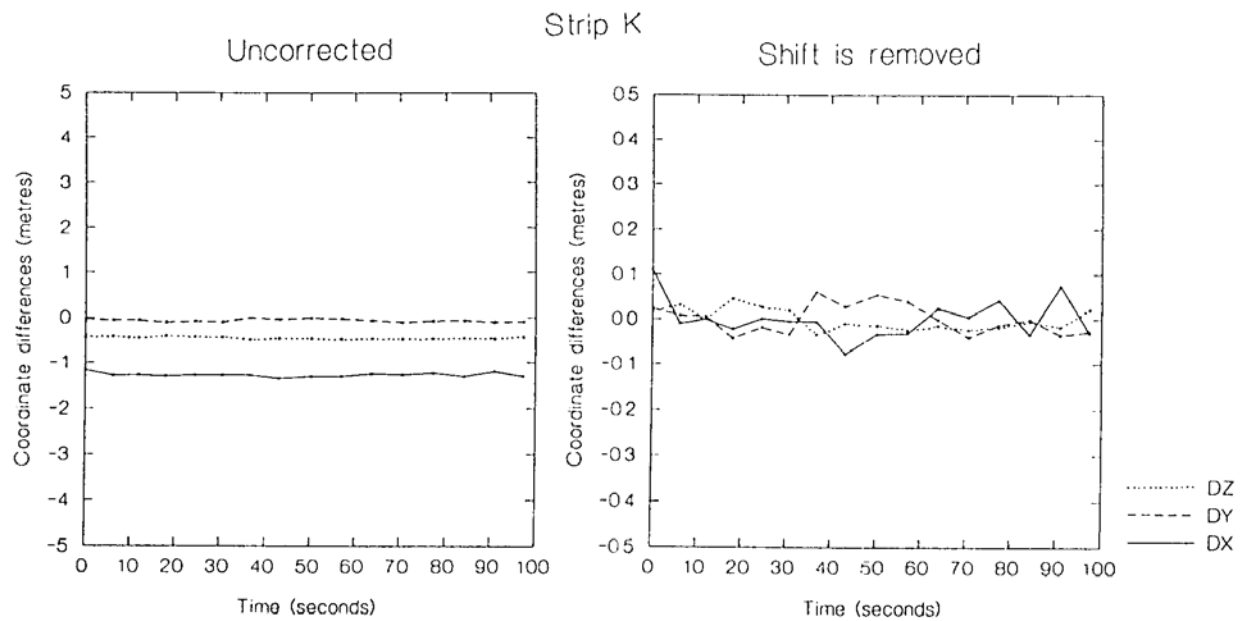 Strip K
Uncorrected
Shift is removed
Coordinate differences (metres)
5
4
3
2
1
0
-1
-2
-3
-4
-5
0 10 20 30 40 50 60 70 80 90 100
Time (seconds)
Coordinate differences (metres)
0.5
0.4
0.3
0.2
0.1
0.0
-0.1
-0.2
-0.3
-0.4
-0.5
0 10 20 30 40 50 60 70 80 90 100
Time (seconds)
DZ
DY
DX